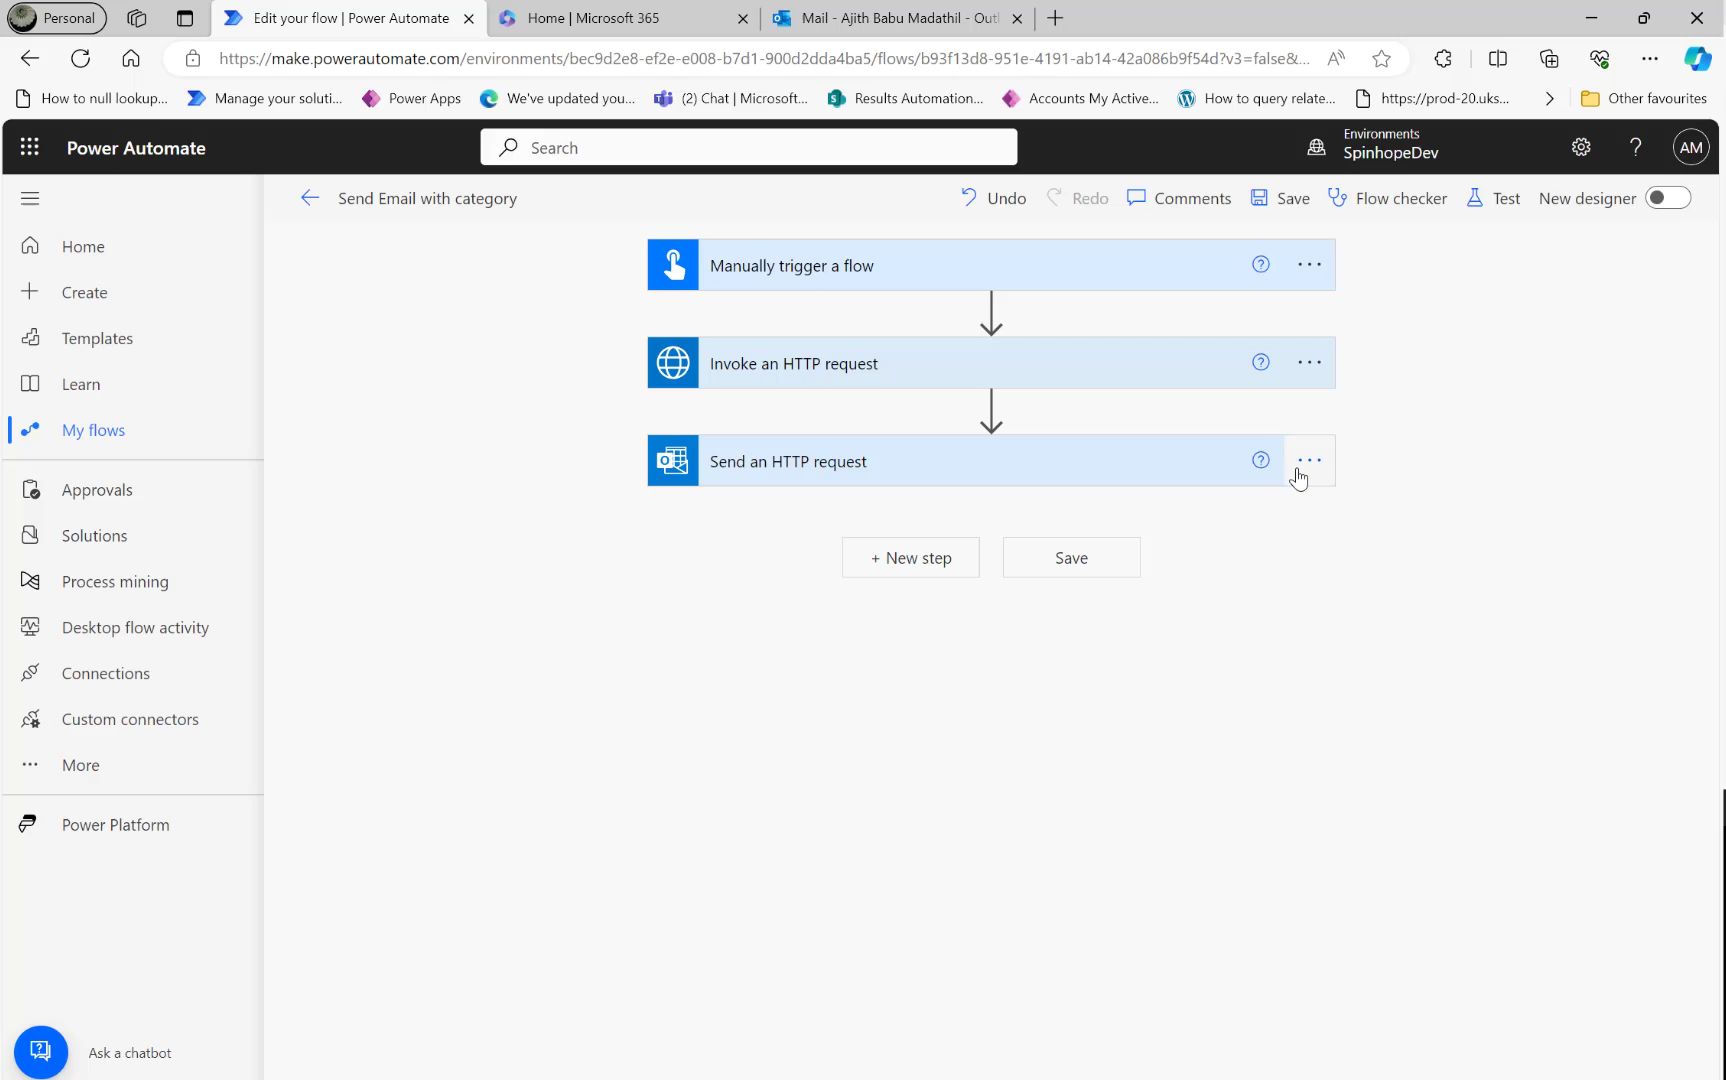 Personal
Edit your flow | Power Automate
Home | Microsoft 365
Mail - Ajith Babu Madathil - Out
https://make.powerautomate.com/environments/bec9d2e8-ef2e-e008-b7d1-900d2dda4ba5/flows/b93f13d8-951e-4191-ab14-42a086b9f54d?v3=false&...
How to null lookup...
Manage your soluti...
Power Apps
We've updated you...
(2) Chat | Microsoft...
Results Automation...
Accounts My Active...
How to query relate...
https://prod-20.uks...
Other favourites
Power Automate
Search
Environments
SpinhopeDev
AM
Send Email with category
Undo
Redo
Comments
Save
Flow checker
Test
New designer
Home
Create
Templates
Learn
My flows
Approvals
Solutions
Process mining
Desktop flow activity
Connections
Custom connectors
More
Power Platform
Ask a chatbot
Manually trigger a flow
Invoke an HTTP request
Send an HTTP request
+ New step
Save